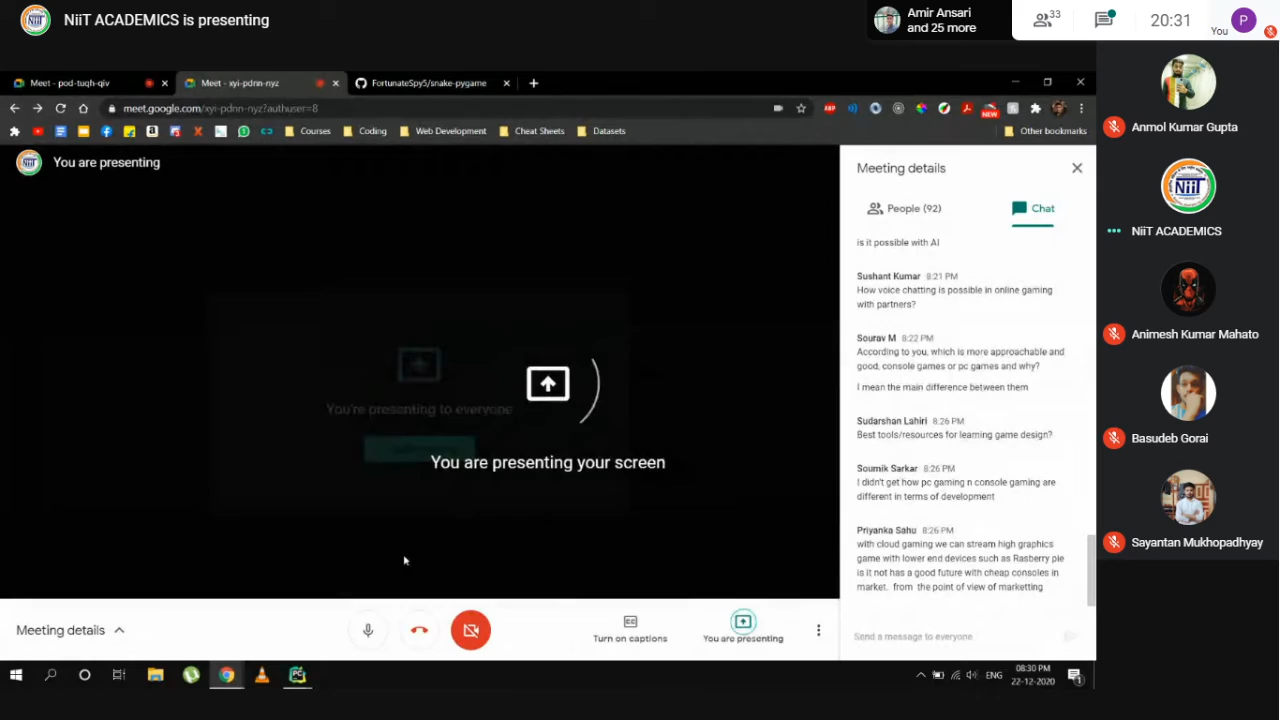 NiiT ACADEMICS is presenting
Amir Ansari
and 25 more
33
20:31
You
P
Meet - pod-tuqh-qiv
Meet - xyi-pdnn-nyz
FortunateSpy5/snake-pygame
meet.google.com/xyi-pdnn-nyz?authuser=8
ABP
NEW
Courses
Coding
Web Development
Cheat Sheets
Datasets
Other bookmarks
You are presenting
Meeting details
People (92)
Chat
is it possible with AI
Sushant Kumar 8:21 PM
How voice chatting is possible in online gaming
with partners?
Sourav M 8:22 PM
According to you, which is more approachable and
good, console games or pc games and why?
I mean the main difference between them
Sudarshan Lahiri 8:26 PM
Best tools/resources for learning game design?
Soumik Sarkar 8:26 PM
I didn't get how pc gaming n console gaming are
different in terms of development
Priyanka Sahu 8:26 PM
with cloud gaming we can stream high graphics
game with lower end devices such as Rasberry pie
is it not has a good future with cheap consoles in
market. from the point of view of marketting
Send a message to everyone
You're presenting to everyone
You are presenting your screen
Meeting details
Turn on captions
You are presenting
ENG
08:30 PM
22-12-2020
1
PC
Anmol Kumar Gupta
NiiT
NiiT ACADEMICS
Animesh Kumar Mahato
Basudeb Gorai
Sayantan Mukhopadhyay